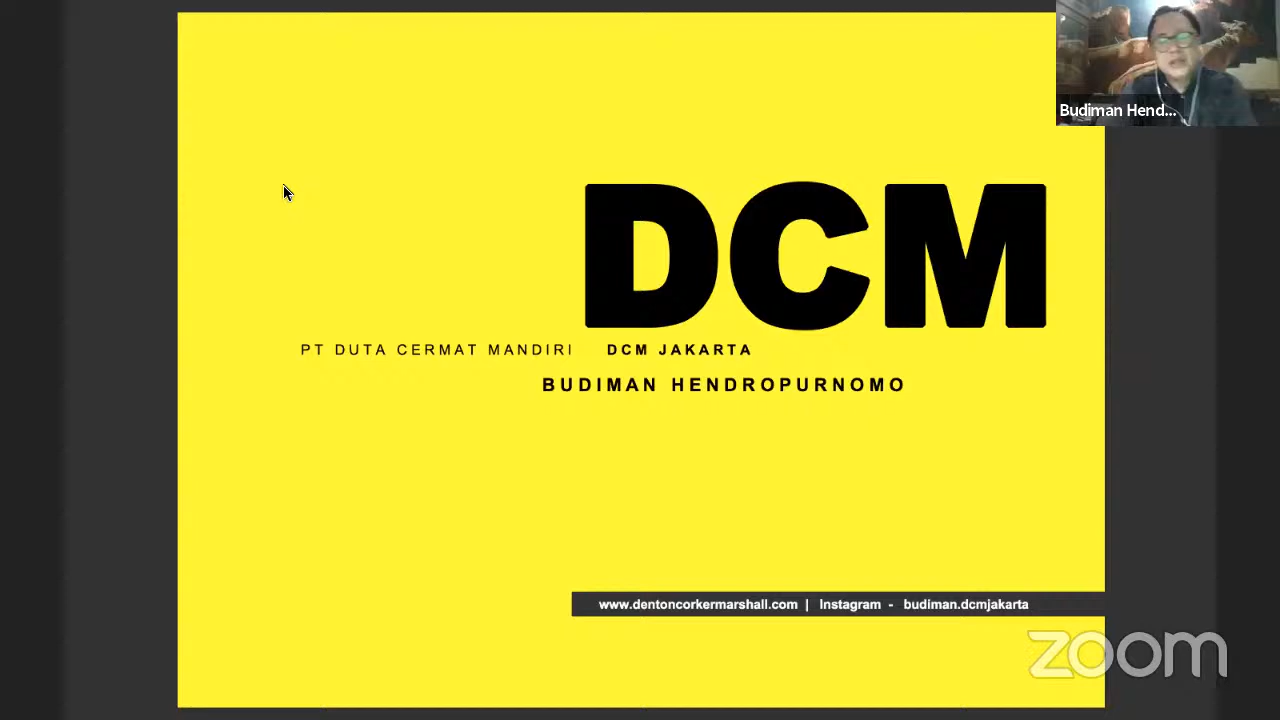 Budiman Hend...
DCM
PT DUTA CERMAT MANDIRI DCM JAKARTA
BUDIMAN HENDROPURNOMO
www.dentoncorkermarshall.com | Instagram - budiman.dcmjakarta
zoom